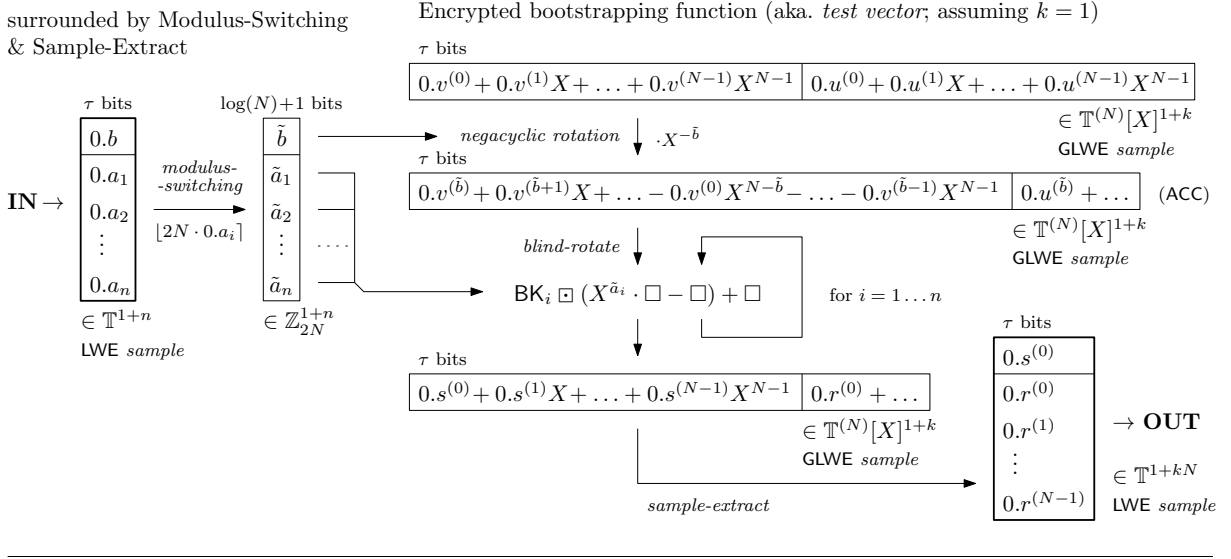 surrounded by Modulus-Switching
& Sample-Extract
Encrypted bootstrapping function (aka. test vector; assuming k = 1)
τ bits
0.v^{(0)} + 0.v^{(1)}X + … + 0.v^{(N−1)}X^{N−1} 0.u^{(0)} + 0.u^{(1)}X + … + 0.u^{(N−1)}X^{N−1}
∈ 𝕋^{(N)}[X]^{1+k}
GLWE sample
τ bits
log(N)+1 bits
0.b
b̃
negacyclic rotation
·X^{−b̃}
τ bits
0.v^{(b̃)} + 0.v^{(b̃+1)}X + … − 0.v^{(0)}X^{N−b̃} − … − 0.v^{(b̃−1)}X^{N−1} 0.u^{(b̃)} + …
(ACC)
∈ 𝕋^{(N)}[X]^{1+k}
GLWE sample
IN →
0.a_1
0.a_2
⋮
0.a_n
modulus-
-switching
⌊2N · 0.a_i⌉
ã_1
ã_2
⋮
ã_n
....
∈ 𝕋^{1+n}
LWE sample
∈ ℤ_{2N}^{1+n}
blind-rotate
BK_i ⊡ (X^{ã_i} · □ − □) + □
for i = 1 … n
τ bits
0.s^{(0)} + 0.s^{(1)}X + … + 0.s^{(N−1)}X^{N−1} 0.r^{(0)} + …
∈ 𝕋^{(N)}[X]^{1+k}
GLWE sample
sample-extract
τ bits
0.s^{(0)}
0.r^{(0)}
0.r^{(1)}
⋮
0.r^{(N−1)}
→ OUT
∈ 𝕋^{1+kN}
LWE sample